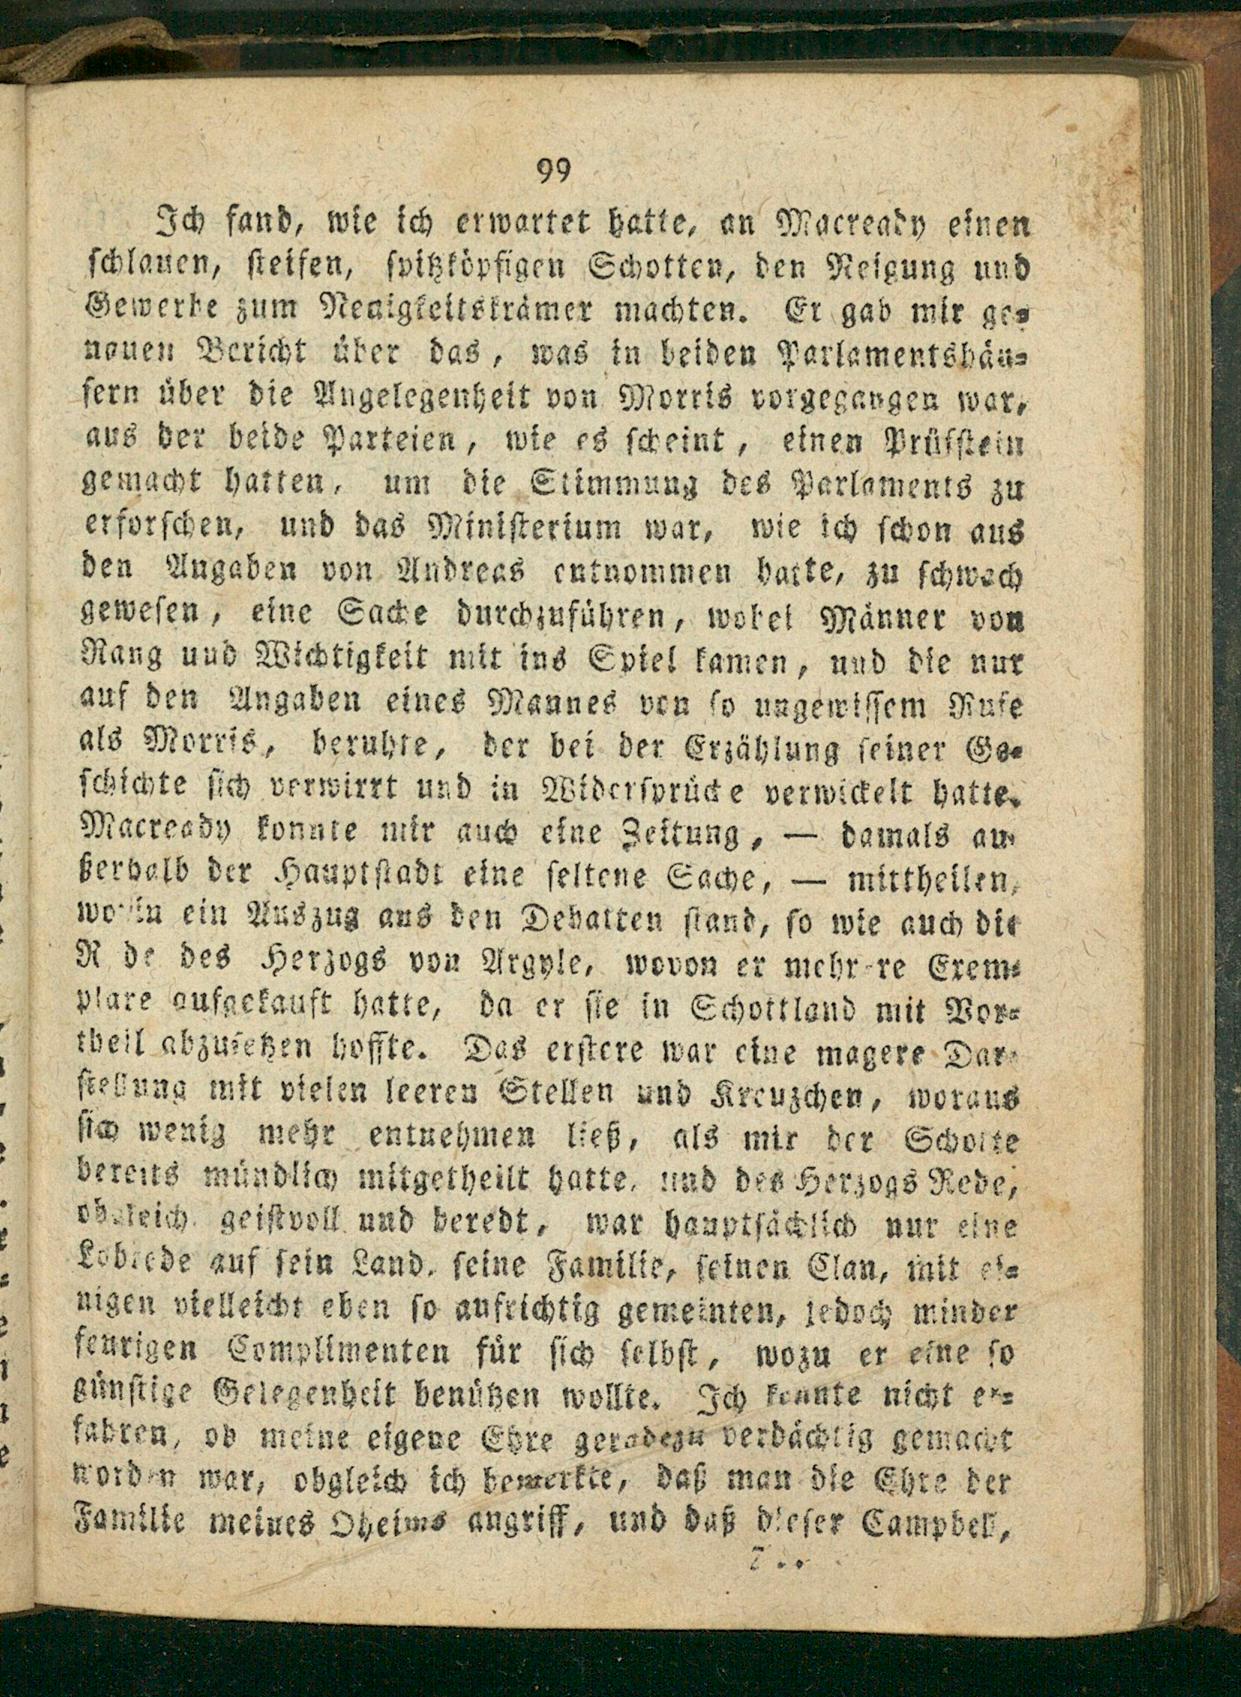 99
Ich fand, wie ich erwartet hatte, an Macready einen
schlauen, steifen, spitzköpfigen Schotten, den Neigung und
Gewerbe zum Neuigkeitskrämer machten. Er gab mir ge-
nauen Bericht über das, was in beiden Parlamentshäu-
sern über die Angelegenheit von Morris vorgegangen war,
aus der beide Parteien, wie es scheint, einen Prüfstein
gemacht hatten, um die Stimmung des Parlaments zu
erforschen, und das Ministerium war, wie ich schon aus
den Angaben von Andreas entnommen hatte, zu schwach
gewesen, eine Sache durchzuführen, wobei Männer von
Rang und Wichtigkeit mit ins Spiel kamen, und die nur
auf den Angaben eines Mannes von so ungewissem Rufe
als Morris, beruhte, der bei der Erzählung seiner Ge-
schichte sich verwirrt und in Widersprüche verwickelt hatte.
Macready konnte mir auch eine Zeitung, — damals au-
ßerhalb der Hauptstadt eine seltene Sache, — mittheilen,
worin ein Auszug aus den Debatten stand, so wie auch die
R de des Herzogs von Argyle, wovon er mehrere Exem-
plare aufgekauft hatte, da er sie in Schottland mit Vor-
theil abzusetzen hoffte. Das erstere war eine magere Dar-
stellung mit vielen leeren Stellen und Kreuzchen, woraus
sich wenig mehr entnehmen ließ, als mir der Schotte
bereits mündlich mitgetheilt hatte, und des Herzogs Rede,
obgleich geistvoll und beredt, war hauptsächlich nur eine
Lobrede auf sein Land, seine Familie, seinen Clan, mit ei-
nigen vielleicht eben so aufrichtig gemeinten, jedoch minder
feurigen Complimenten für sich selbst, wozu er eine so
günstige Gelegenheit benützen wollte. Ich konnte nicht er-
fahren, ob meine eigene Ehre geradezu verdächtig gemacht
worden war, obgleich ich bemerkte, daß man die Ehre der
Familie meines Oheims angriff, und daß dieser Campbell,